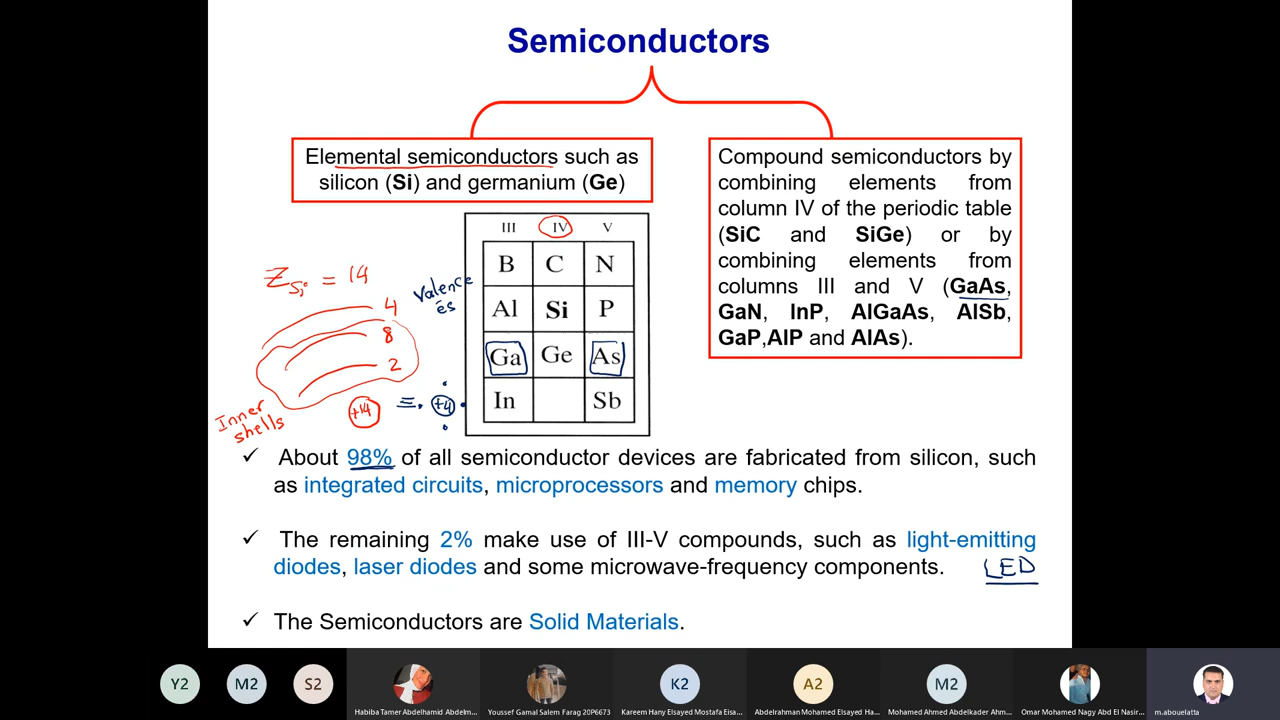 Semiconductors
Elemental semiconductors such as
silicon (Si) and germanium (Ge)
Compound semiconductors by
combining elements from
column IV of the periodic table
(SiC and SiGe) or by
combining elements from
columns III and V (GaAs,
GaN, InP, AlGaAs, AlSb,
GaP,AlP and AlAs).
III IV V
B C N
Al Si P
Ga Ge As
In Sb
Z Si = 14
4
8
2
+14
Inner
shells
Valence
es
= +4
✓ About 98% of all semiconductor devices are fabricated from silicon, such
as integrated circuits, microprocessors and memory chips.
✓ The remaining 2% make use of III-V compounds, such as light-emitting
diodes, laser diodes and some microwave-frequency components.
LED
✓ The Semiconductors are Solid Materials.
Y2
M2
S2
Habiba Tamer Abdelhamid Abdelm...
Youssef Gamal Salem Farag 20P6673
K2
Kareem Hany Elsayed Mostafa Eisa...
A2
Abdelrahman Mohamed Elsayed Ha...
M2
Mohamed Ahmed Abdelkader Ahm...
Omar Mohamed Nagy Abd El Nasir...
m.abouelatta